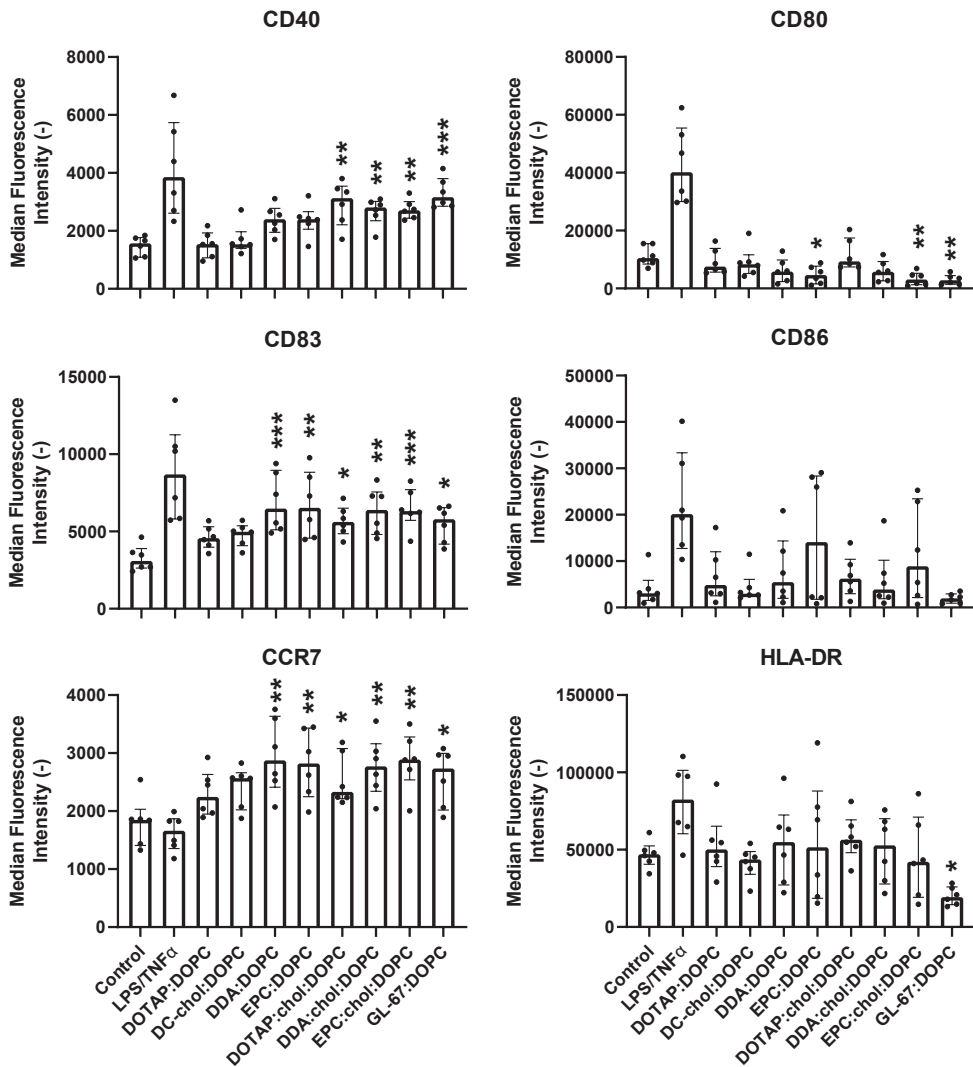 CD40
Median Fluorescence
Intensity (-)
8000
6000
4000
2000
0
**
**
**
***
CD80
Median Fluorescence
Intensity (-)
80000
60000
40000
20000
0
*
**
**
CD83
Median Fluorescence
Intensity (-)
15000
10000
5000
0
***
**
*
**
***
*
CD86
Median Fluorescence
Intensity (-)
50000
40000
30000
20000
10000
0
CCR7
Median Fluorescence
Intensity (-)
4000
3000
2000
1000
0
**
**
*
**
**
*
Control
LPS/TNFα
DOTAP:DOPC
DC-chol:DOPC
DDA:DOPC
EPC:DOPC
DOTAP:chol:DOPC
DDA:chol:DOPC
EPC:chol:DOPC
GL-67:DOPC
HLA-DR
Median Fluorescence
Intensity (-)
150000
100000
50000
0
*
Control
LPS/TNFα
DOTAP:DOPC
DC-chol:DOPC
DDA:DOPC
EPC:DOPC
DOTAP:chol:DOPC
DDA:chol:DOPC
EPC:chol:DOPC
GL-67:DOPC